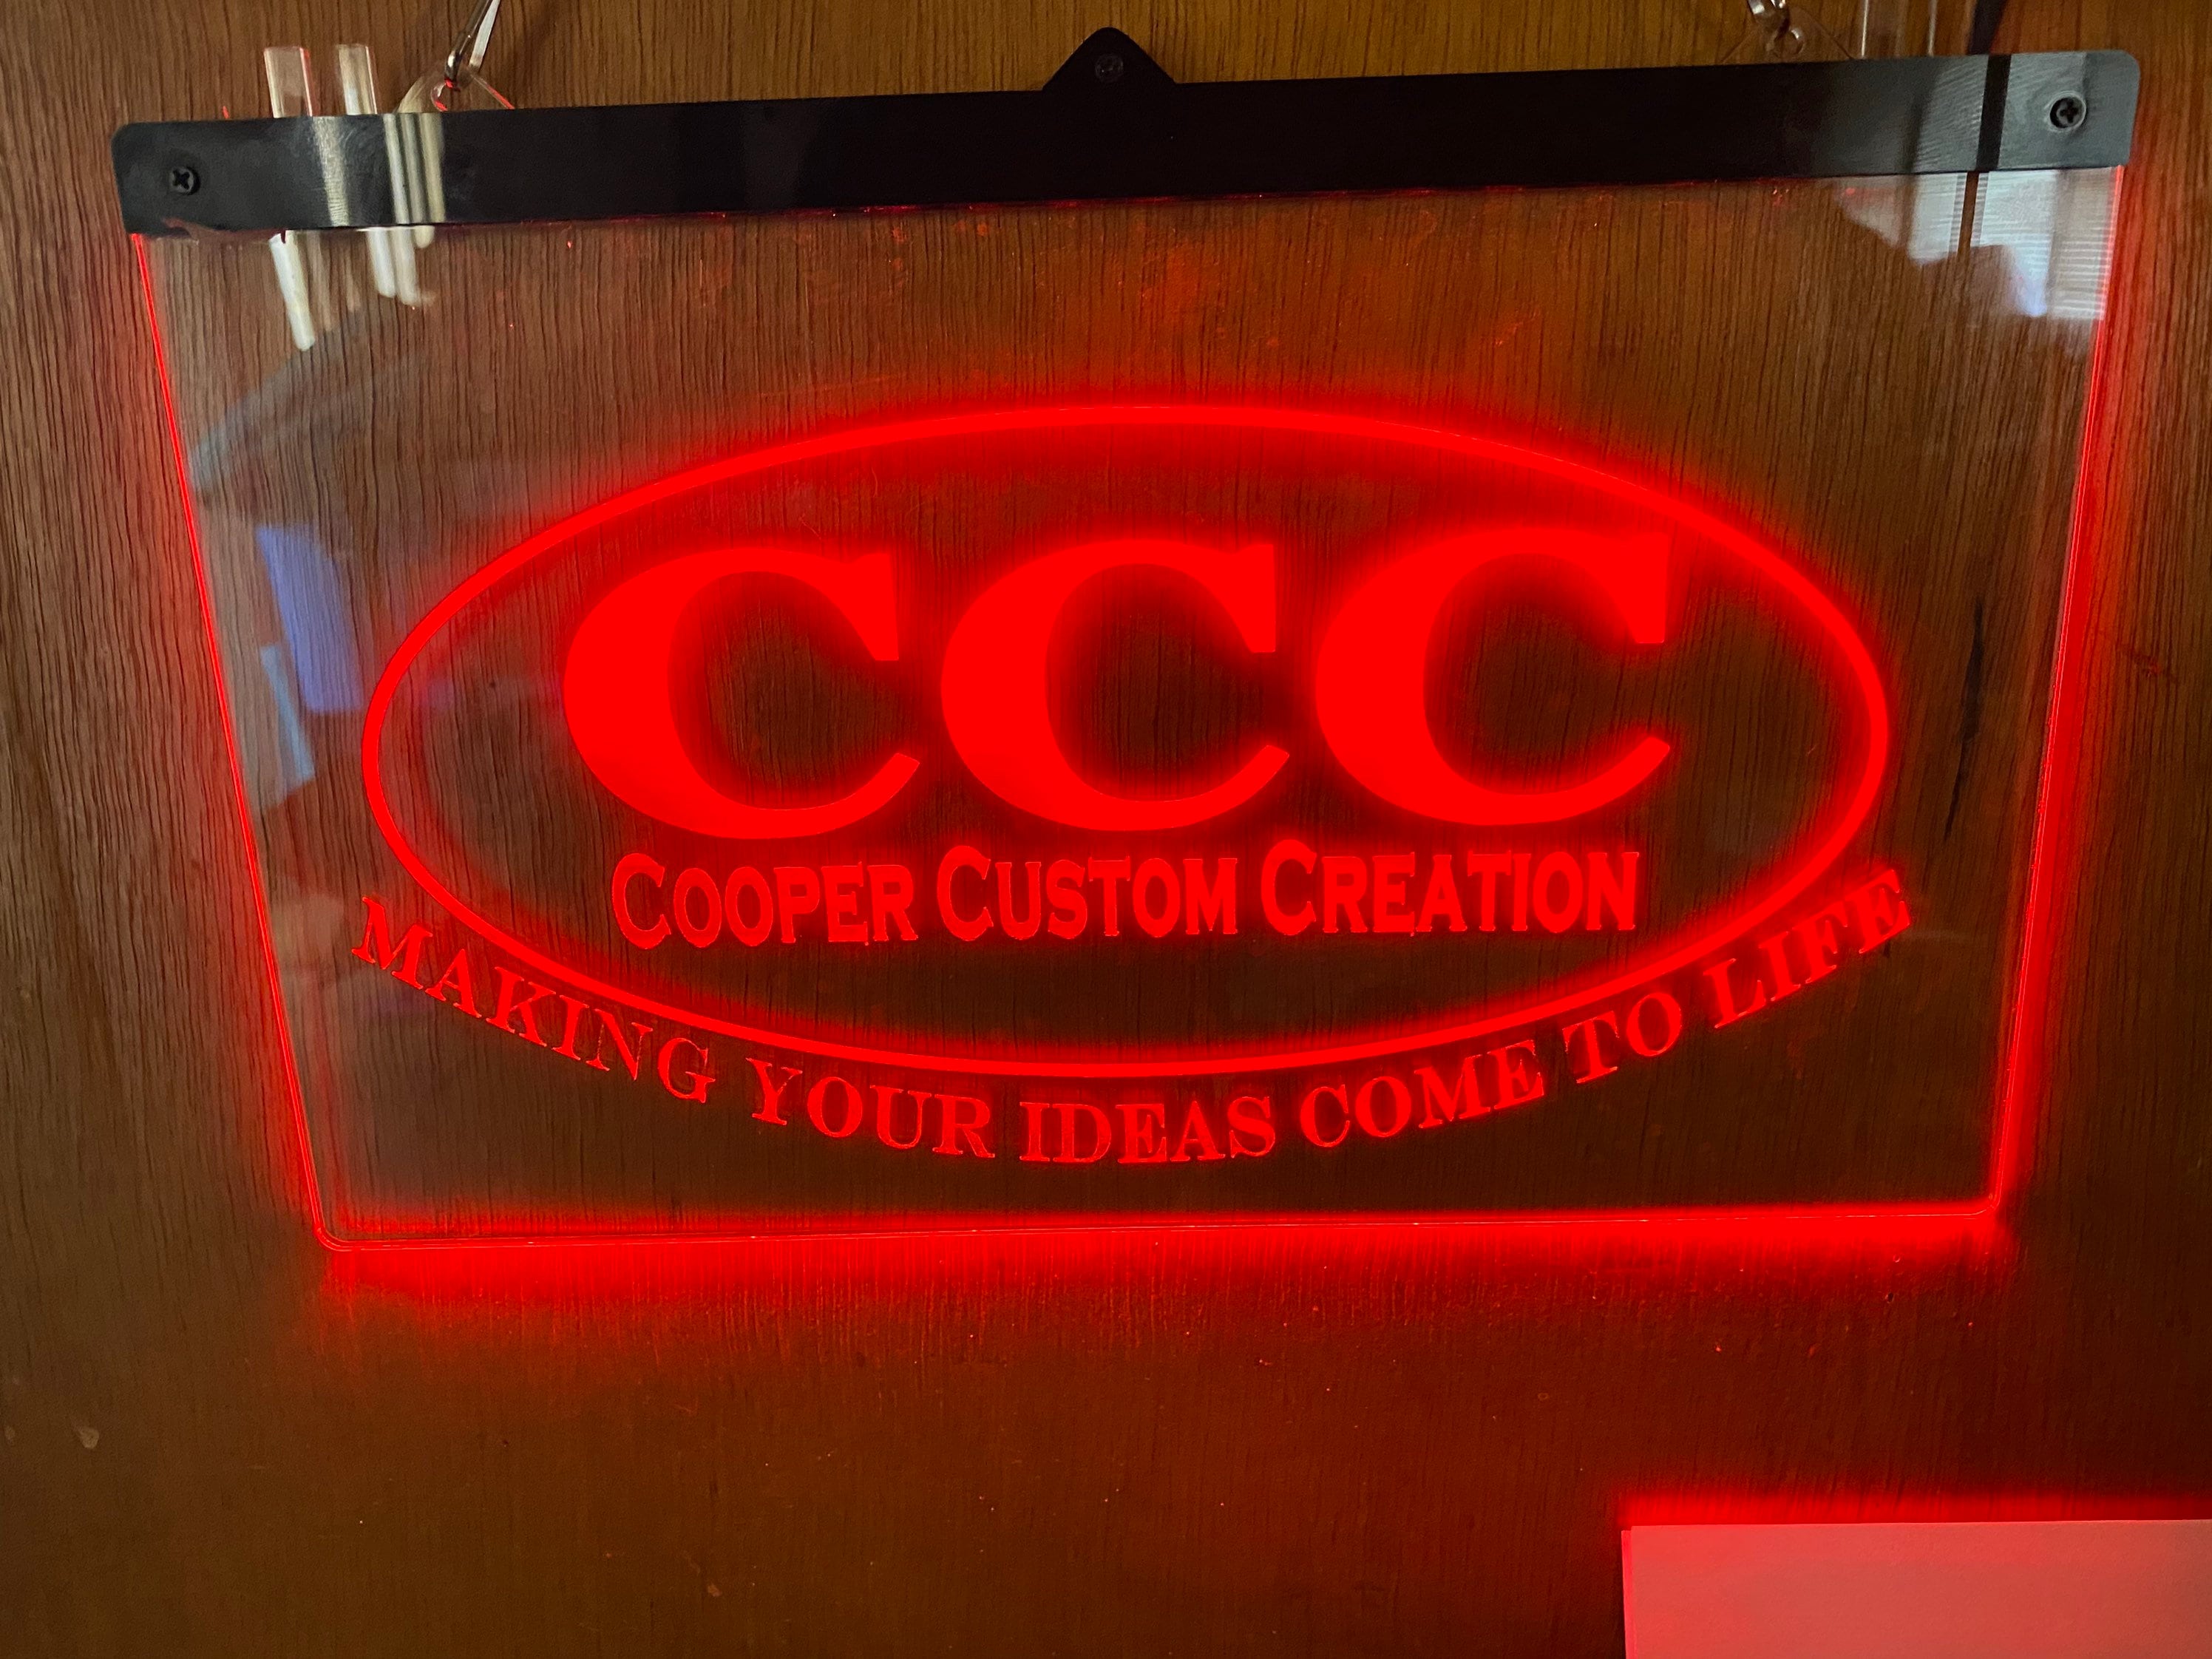 CCC
COOPER CUSTOM CREATION
MAKING YOUR IDEAS COME TO LIFE